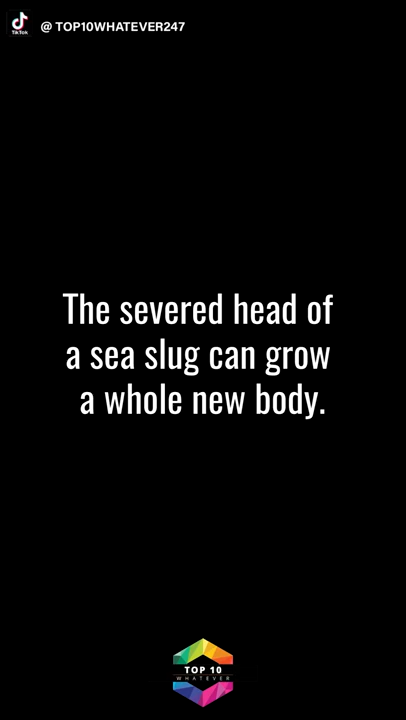 TikTok
@ TOP10WHATEVER247
The severed head of
a sea slug can grow
a whole new body.
TOP 10
WHATEVER